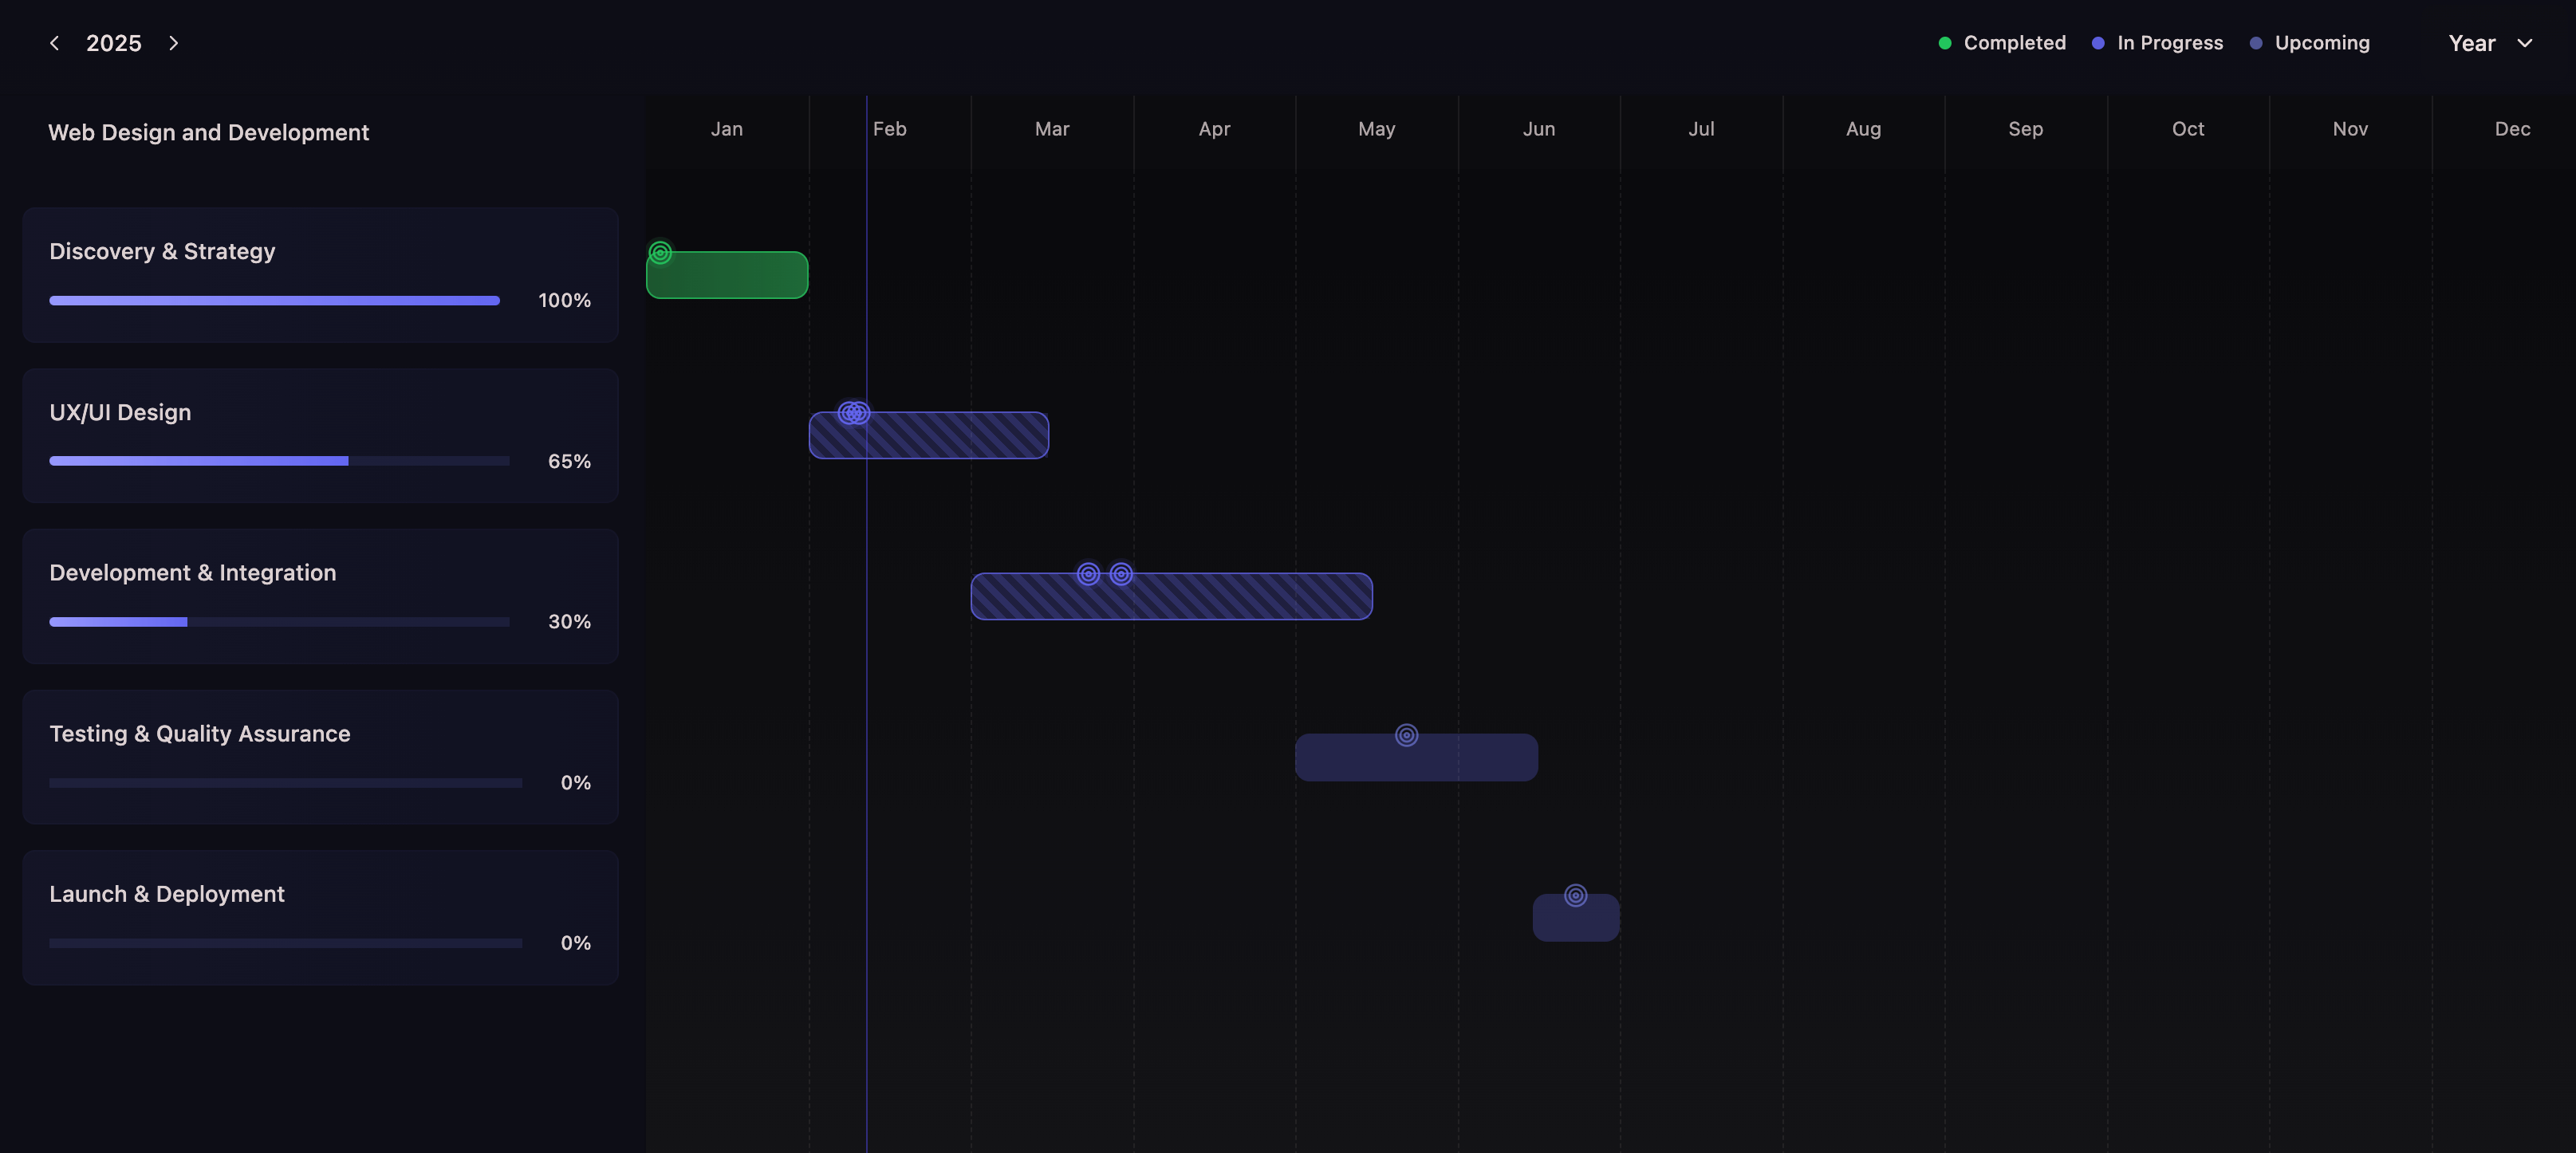 2025
Completed
In Progress
Upcoming
Year
Web Design and Development
Jan
Feb
Mar
Apr
May
Jun
Jul
Aug
Sep
Oct
Nov
Dec
Discovery & Strategy
100%
UX/UI Design
65%
Development & Integration
30%
Testing & Quality Assurance
0%
Launch & Deployment
0%